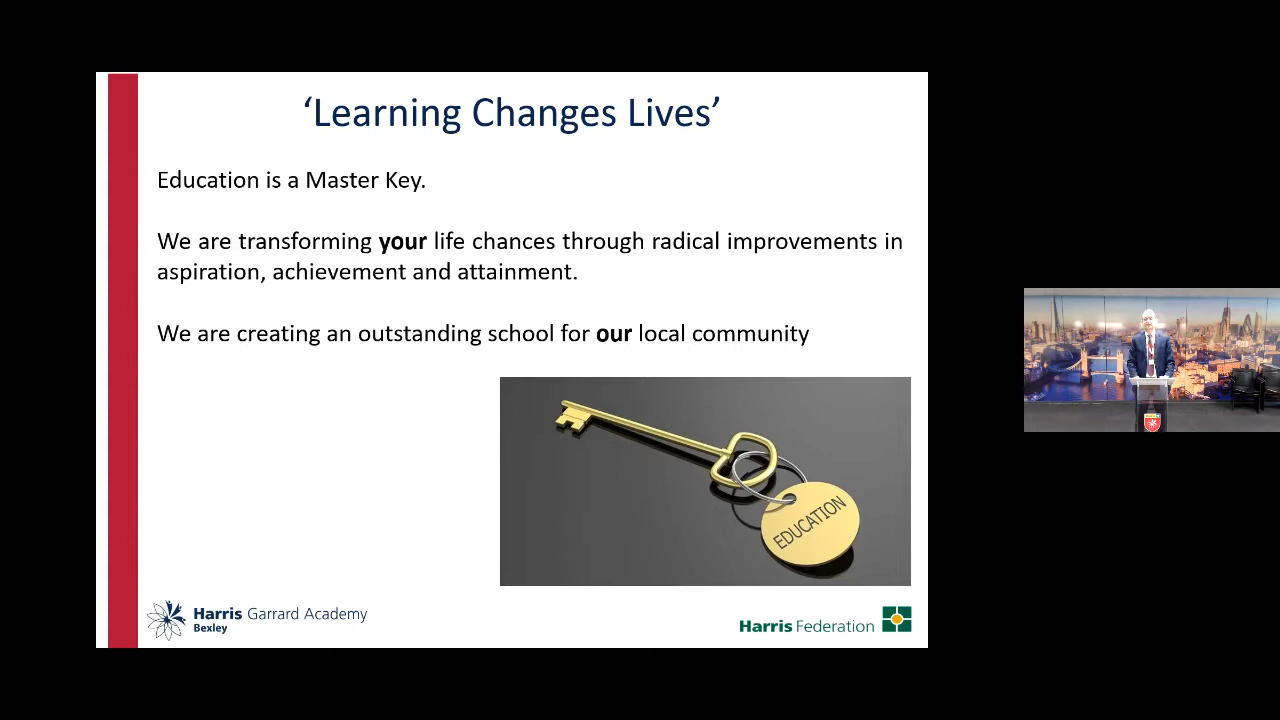 ‘Learning Changes Lives’
Education is a Master Key.
We are transforming your life chances through radical improvements in
aspiration, achievement and attainment.
We are creating an outstanding school for our local community
EDUCATION
Harris Garrard Academy
Bexley
Harris Federation